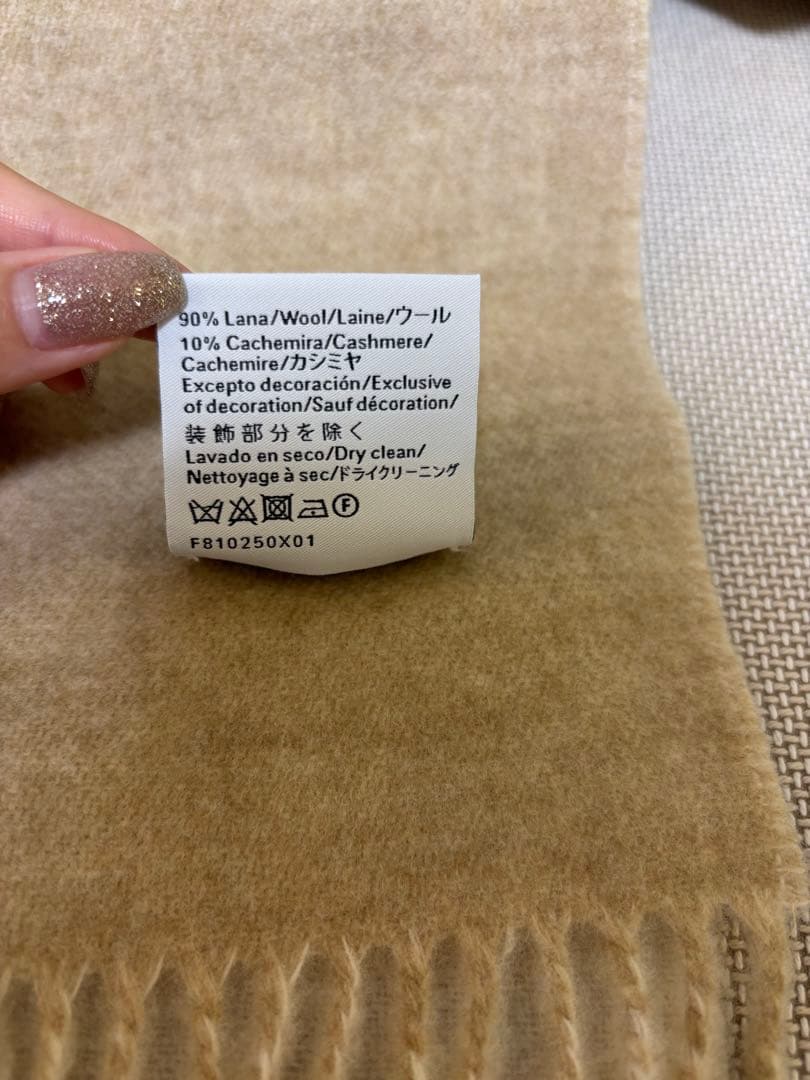 90% Lana/Wool/Laine/ウール
10% Cachemira/Cashmere/
Cachemire/カシミヤ
Excepto decoración/Exclusive
of decoration/Sauf décoration/
装飾部分を除く
Lavado en seco/Dry clean/
Nettoyage à sec/ドライクリーニング
F
F810250X01